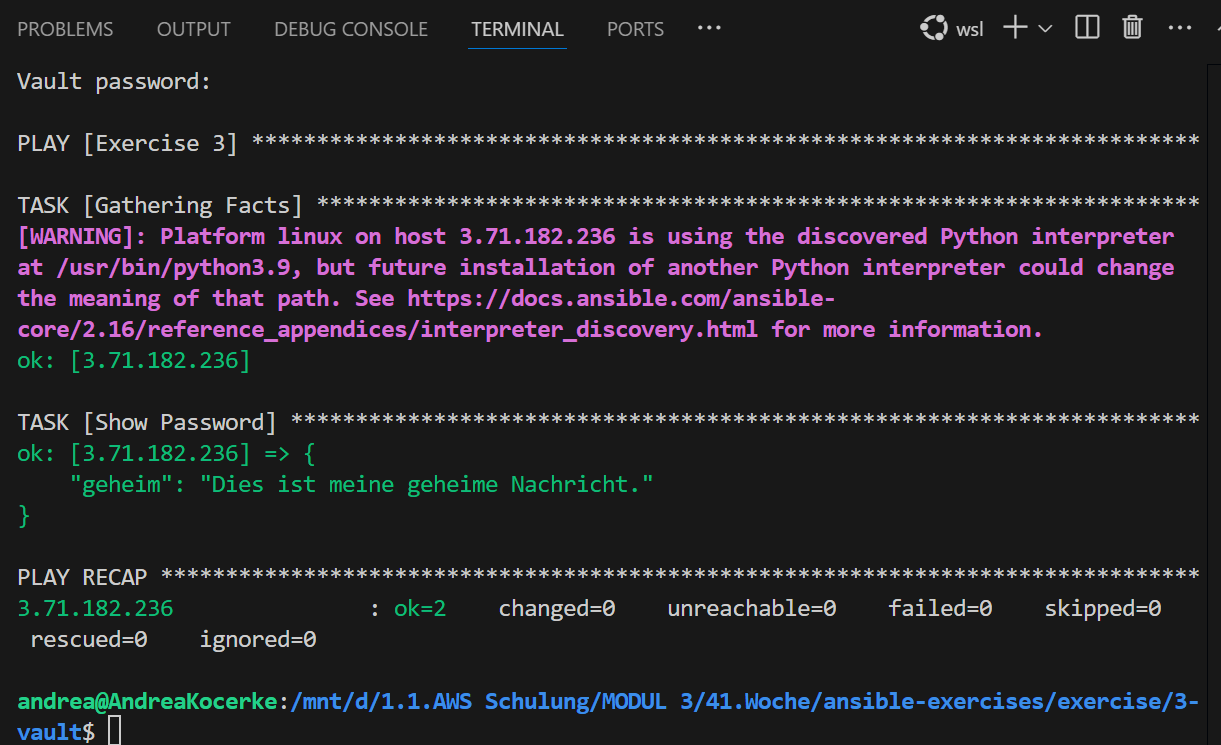 PROBLEMS OUTPUT DEBUG CONSOLE TERMINAL PORTS ··· wsl ···
Vault password:
PLAY [Exercise 3] *************************************************************************
TASK [Gathering Facts] ********************************************************************
[WARNING]: Platform linux on host 3.71.182.236 is using the discovered Python interpreter
at /usr/bin/python3.9, but future installation of another Python interpreter could change
the meaning of that path. See https://docs.ansible.com/ansible-
core/2.16/reference_appendices/interpreter_discovery.html for more information.
ok: [3.71.182.236]
TASK [Show Password] **********************************************************************
ok: [3.71.182.236] => {
    "geheim": "Dies ist meine geheime Nachricht."
}
PLAY RECAP ********************************************************************************
3.71.182.236               : ok=2    changed=0    unreachable=0    failed=0    skipped=0
 rescued=0    ignored=0
andrea@AndreaKocerke:/mnt/d/1.1.AWS Schulung/MODUL 3/41.Woche/ansible-exercises/exercise/3-
vault$